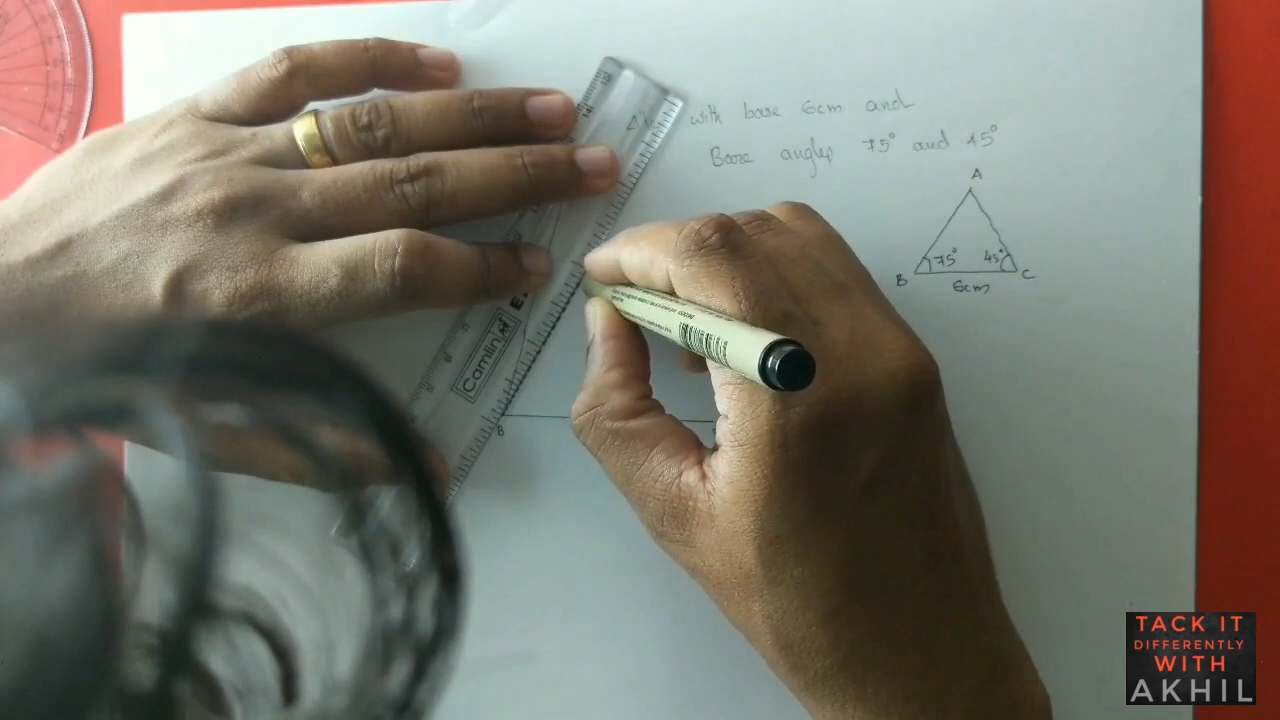 with base 6cm and
Base angles 75° and 45°
A
75° 45°
B C
6cm
Camlin
E.
B
TACK IT
DIFFERENTLY
WITH
AKHIL